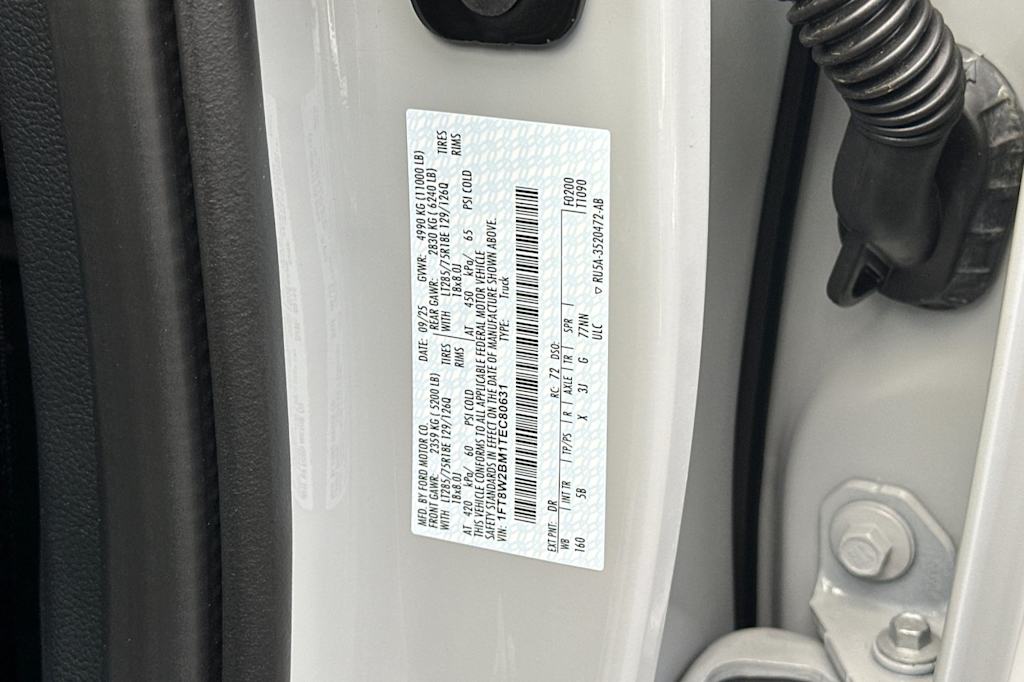 MFD. BY FORD MOTOR CO. DATE: 09/25 GVWR: 4990 KG (11000 LB)
FRONT GAWR: 2359 KG (5200 LB) REAR GAWR: 2830 KG (6240 LB)
WITH LT285/75R18E 129/126Q TIRES WITH LT285/75R18E 129/126Q TIRES
18x8.0J RIMS 18x8.0J RIMS
AT 420 kPa/ 60 PSI COLD AT 450 kPa/ 65 PSI COLD
THIS VEHICLE CONFORMS TO ALL APPLICABLE FEDERAL MOTOR VEHICLE
SAFETY STANDARDS IN EFFECT ON THE DATE OF MANUFACTURE SHOWN ABOVE.
VIN: 1FT8W2BM1TEC80631 TYPE: Truck
EXT PNT: DR RC: 72 DSO: F0200
WB INT TR TP/PS R AXLE TR SPR T1090
160 5B X 3J G 77NN
ULC ▽ RU5A-3520472-AB